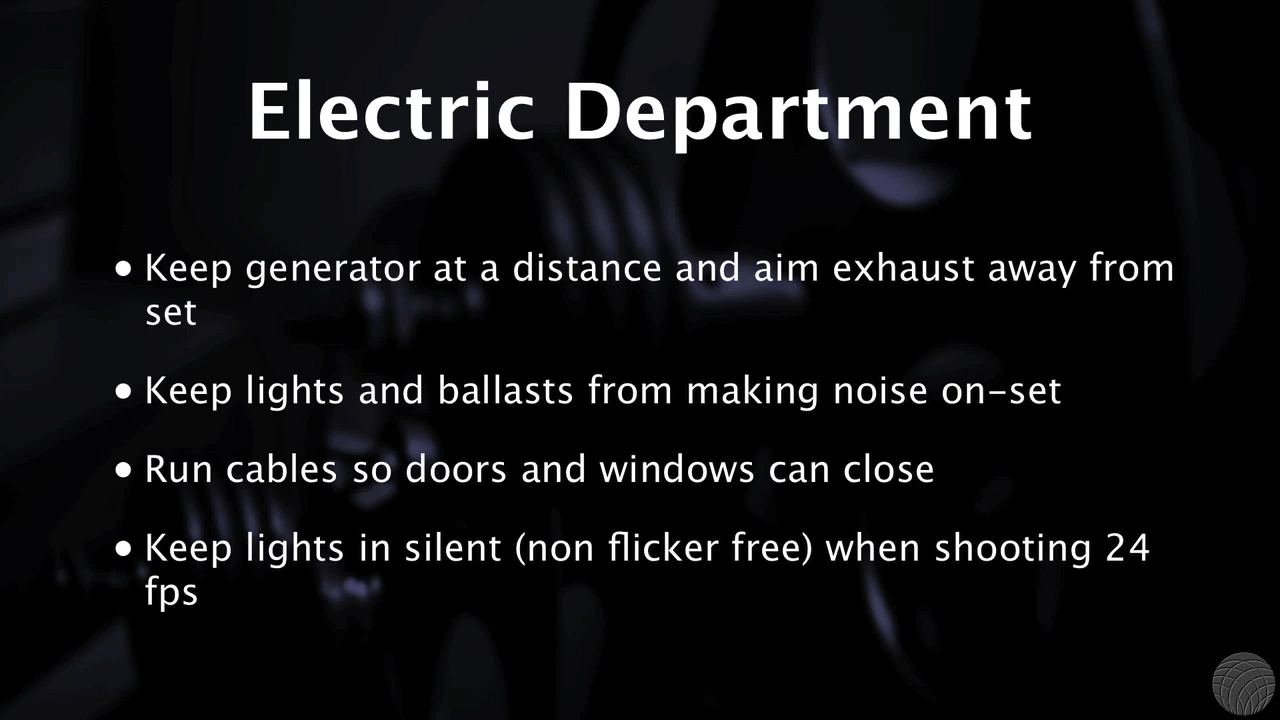 Electric Department
• Keep generator at a distance and aim exhaust away from
set
• Keep lights and ballasts from making noise on-set
• Run cables so doors and windows can close
• Keep lights in silent (non flicker free) when shooting 24
fps